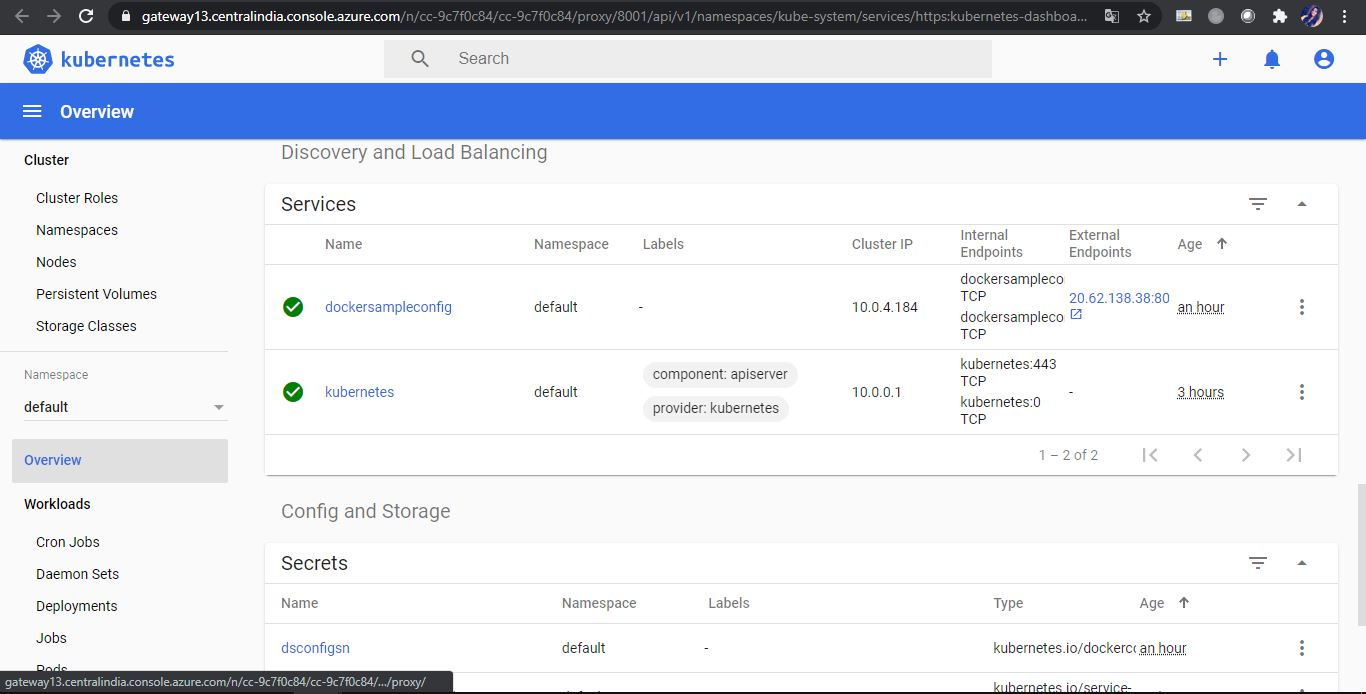 gateway13.centralindia.console.azure.com/n/cc-9c7f0c84/cc-9c7f0c84/proxy/8001/api/v1/namespaces/kube-system/services/https:kubernetes-dashboa...
kubernetes
Search
Overview
Cluster
Cluster Roles
Namespaces
Nodes
Persistent Volumes
Storage Classes
Namespace
default
Overview
Workloads
Cron Jobs
Daemon Sets
Deployments
Jobs
Pods
Discovery and Load Balancing
Services
Name Namespace Labels Cluster IP Internal Endpoints External Endpoints Age
dockersampleconfig default - 10.0.4.184
dockersampleco
TCP
dockersampleco
TCP
20.62.138.38:80
an hour
kubernetes default
component: apiserver
provider: kubernetes
10.0.0.1
kubernetes:443
TCP
kubernetes:0
TCP
-
3 hours
1 – 2 of 2
Config and Storage
Secrets
Name Namespace Labels Type Age
dsconfigsn default - kubernetes.io/dockerc an hour
kubernetes.io/service-
gateway13.centralindia.console.azure.com/n/cc-9c7f0c84/cc-9c7f0c84/.../proxy/